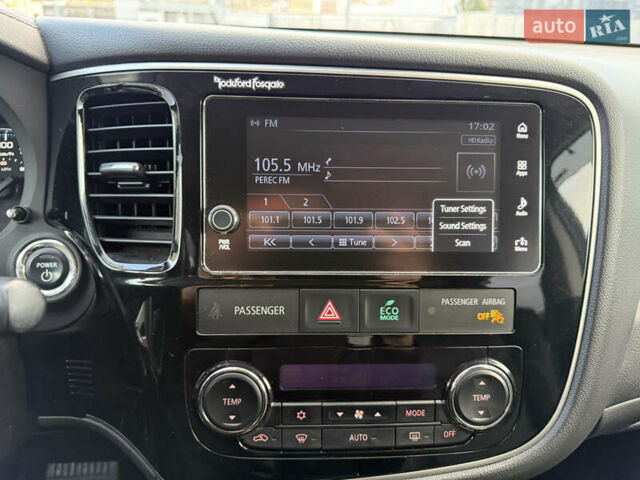 auto RIA
Rockford Fosgate
FM
17:02
HD Radio
105.5 MHz
PEREC FM
1 2
101.1 101.5 101.9 102.5
Tune
Tuner Settings
Sound Settings
Scan
Home
Apps
Audio
Menu
PWR
/VOL
100
MPH
POWER
PASSENGER
ECO
MODE
PASSENGER AIRBAG
OFF
TEMP
MODE
AUTO
OFF
TEMP